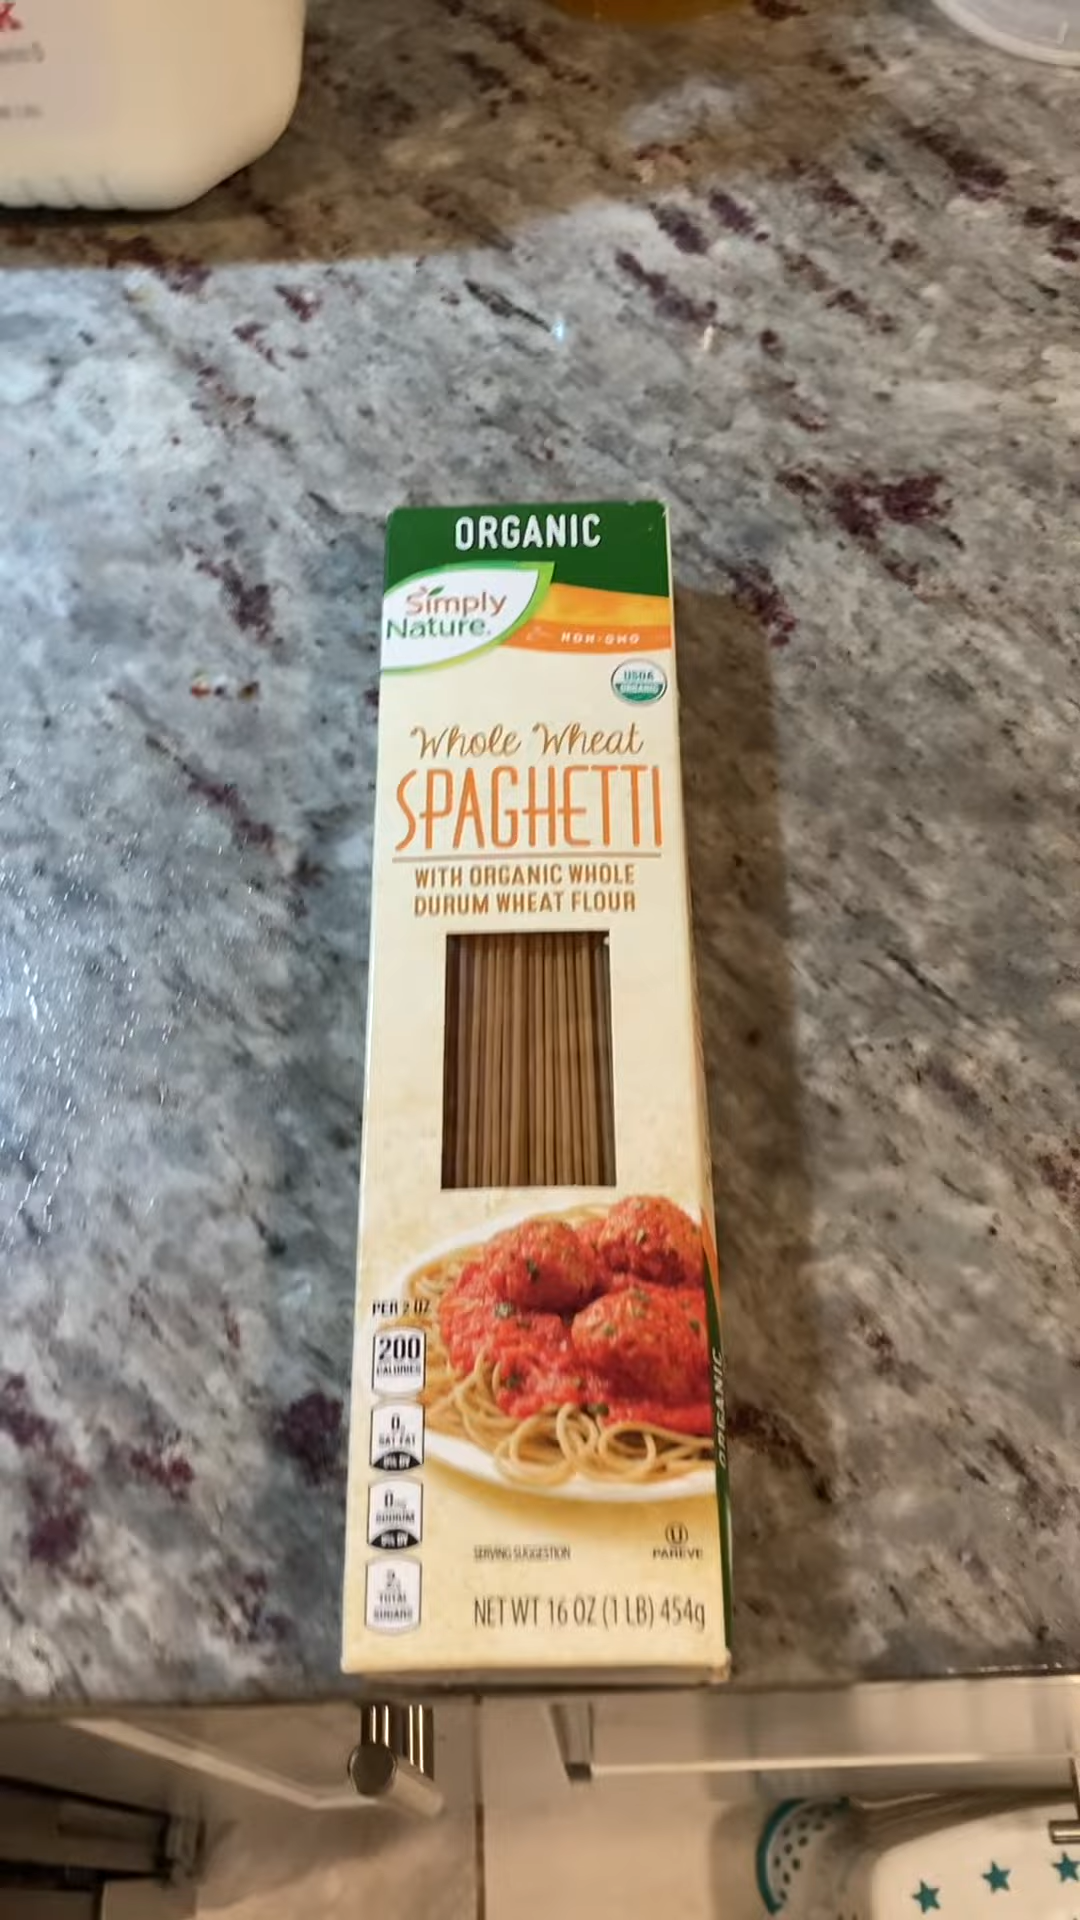 ORGANIC
Simply
Nature.
NON-GMO
USDA
ORGANIC
Whole Wheat
SPAGHETTI
WITH ORGANIC WHOLE
DURUM WHEAT FLOUR
PER 2 OZ
200
CALORIES
0g
SAT FAT
0% DV
0mg
SODIUM
0% DV
TOTAL
SUGARS
ORGANIC
SERVING SUGGESTION
U
PAREVE
NET WT 16 OZ (1 LB) 454g